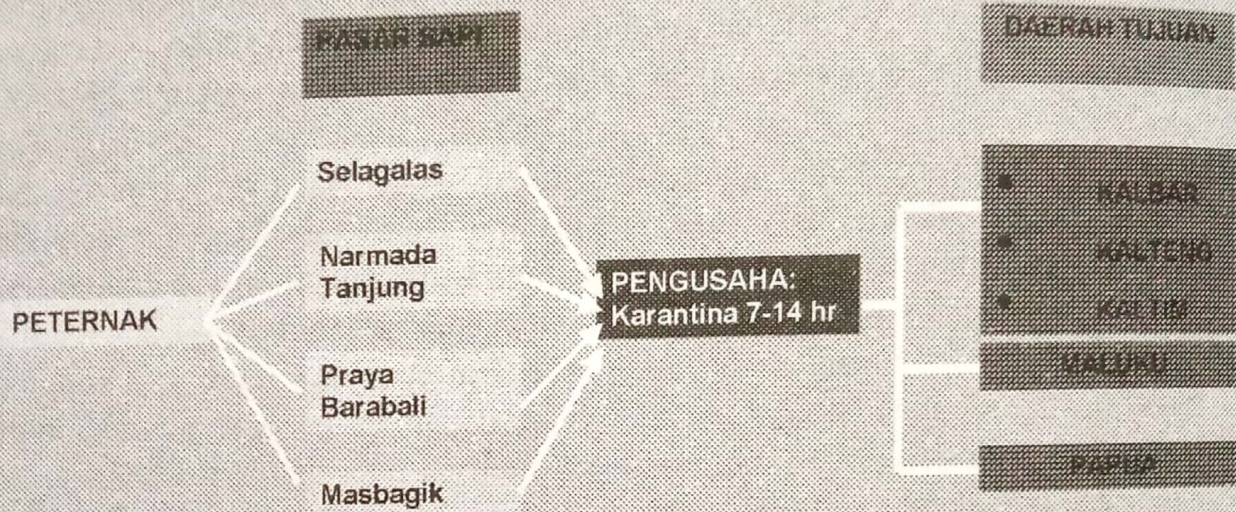 PASAR SAPI
DAERAH TUJUAN
PETERNAK
Selagalas
Narmada
Tanjung
Praya
Barabali
Masbagik
PENGUSAHA:
Karantina 7-14 hr
• KALBAR
• KALTENG
• KALTIM
MALUKU
PAPUA